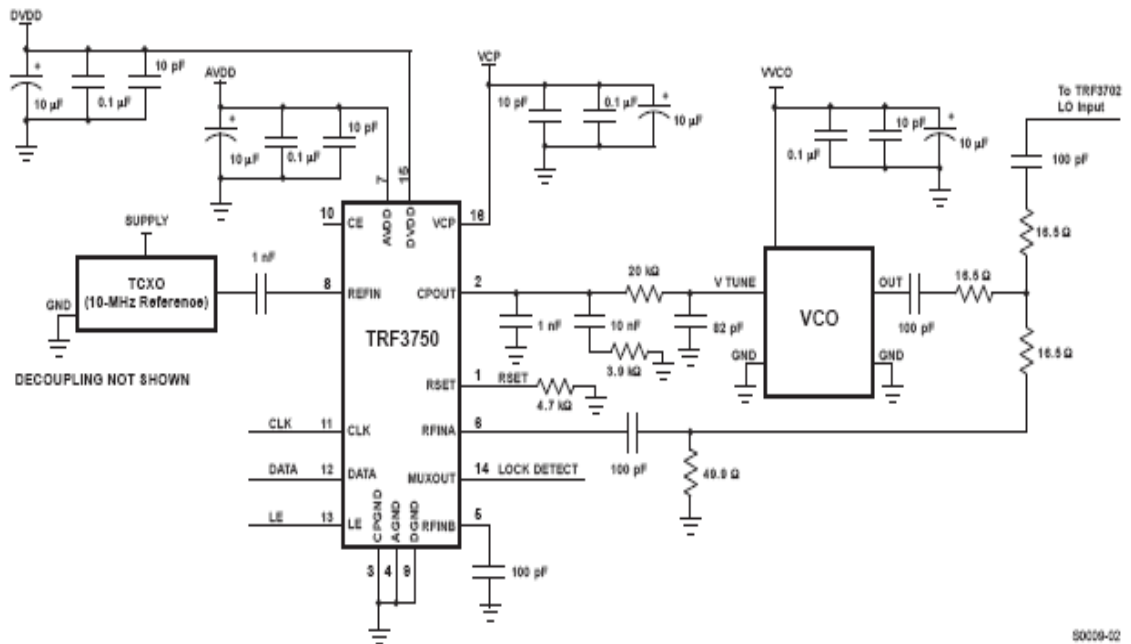 DVDD
10 µF
0.1 µF
10 pF
AVDD
10 µF
0.1 µF
10 pF
VCP
10 pF
0.1 µF
10 µF
VVCO
0.1 µF
10 pF
10 µF
To TRF3702
LO Input
100 pF
16.5 Ω
7
15
10
CE
AVDD
DVDD
VCP
16
SUPPLY
TCXO
(10-MHz Reference)
GND
1 nF
8
REFIN
CPOUT
2
20 kΩ
V TUNE
1 nF
10 nF
82 pF
3.9 kΩ
VCO
OUT
GND
GND
100 pF
16.5 Ω
16.5 Ω
TRF3750
DECOUPLING NOT SHOWN
RSET
1
RSET
4.7 kΩ
CLK
11
CLK
RFINA
6
100 pF
49.9 Ω
DATA
12
DATA
MUXOUT
14
LOCK DETECT
LE
13
LE
CPGND
AGND
DGND
RFINB
5
100 pF
3
4
9
S0009-02